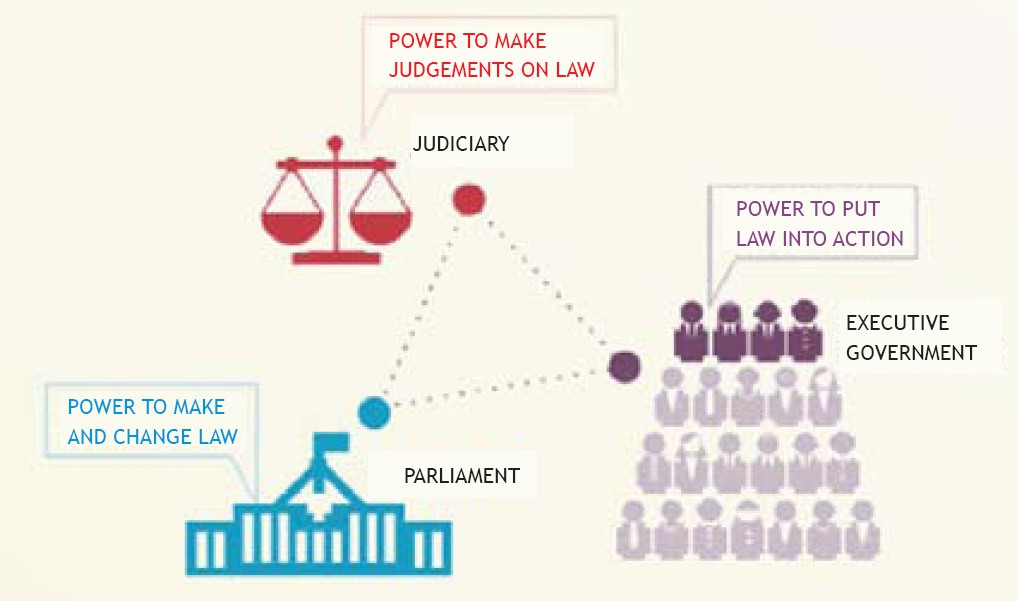 POWER TO MAKE
JUDGEMENTS ON LAW
JUDICIARY
POWER TO PUT
LAW INTO ACTION
EXECUTIVE
GOVERNMENT
POWER TO MAKE
AND CHANGE LAW
PARLIAMENT